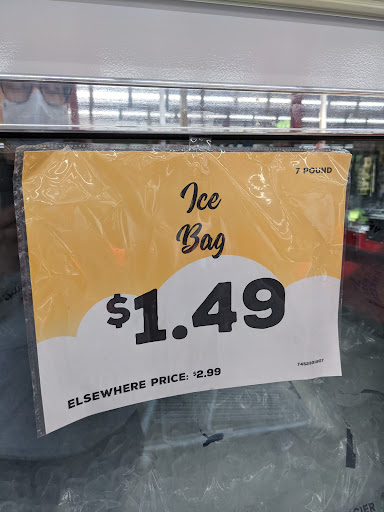 7 POUND
Ice
Bag
$1.49
ELSEWHERE PRICE: $2.99